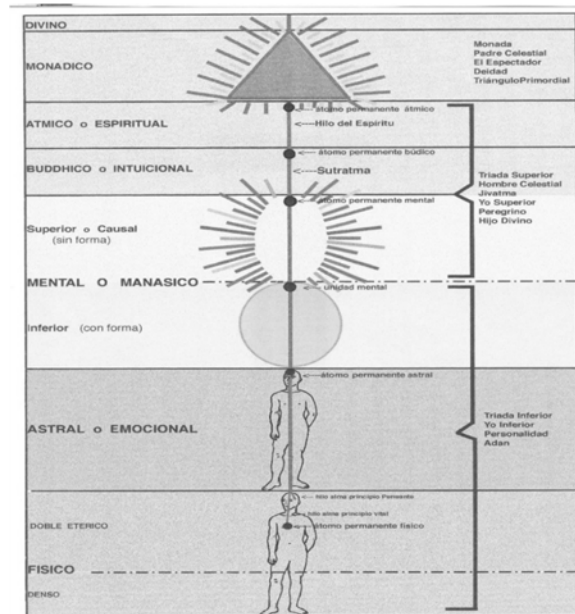 DIVINO
MONADICO
Monada
Padre Celestial
El Espectador
Deidad
TriánguloPrimordial
átomo permanente átmico
ATMICO o ESPIRITUAL
Hilo del Espiritu
átomo permanente búdico
BUDDHICO o INTUICIONAL
Sutratma
Triada Superior
Hombre Celestial
Jivatma
Yo Superior
Peregrino
Hijo Divino
átomo permanente mental
Superior o Causal
(sin forma)
MENTAL O MANASICO
unidad mental
Inferior (con forma)
átomo permanente astral
ASTRAL o EMOCIONAL
Triada Inferior
Yo Inferior
Personalidad
Adan
hilo alma principio Pensante
hilo alma principio vital
DOBLE ETERICO
átomo permanente físico
FISICO
DENSO